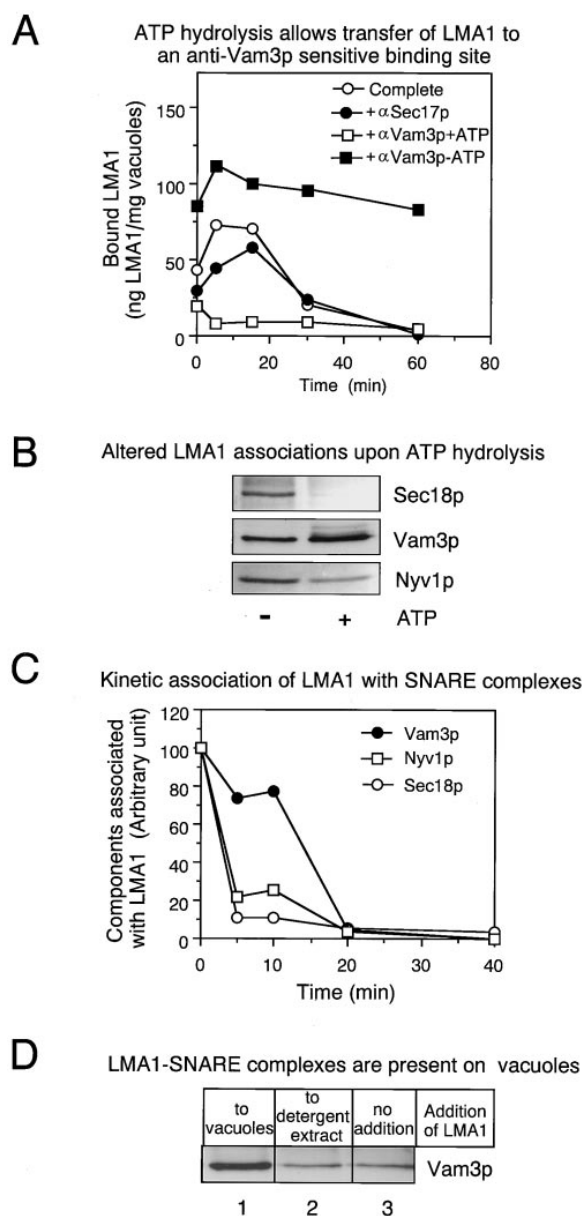 A
ATP hydrolysis allows transfer of LMA1 to
an anti-Vam3p sensitive binding site
Complete
+αSec17p
+αVam3p+ATP
+αVam3p-ATP
Bound LMA1
(ng LMA1/mg vacuoles)
150
100
50
0
0 20 40 60 80
Time (min)
B
Altered LMA1 associations upon ATP hydrolysis
Sec18p
Vam3p
Nyv1p
- + ATP
C
Kinetic association of LMA1 with SNARE complexes
Vam3p
Nyv1p
Sec18p
Components associated
with LMA1 (Arbitrary unit)
120
100
80
60
40
20
0
0 10 20 30 40
Time (min)
D
LMA1-SNARE complexes are present on vacuoles
to
vacuoles
to
detergent
extract
no
addition
Addition
of LMA1
Vam3p
1 2 3